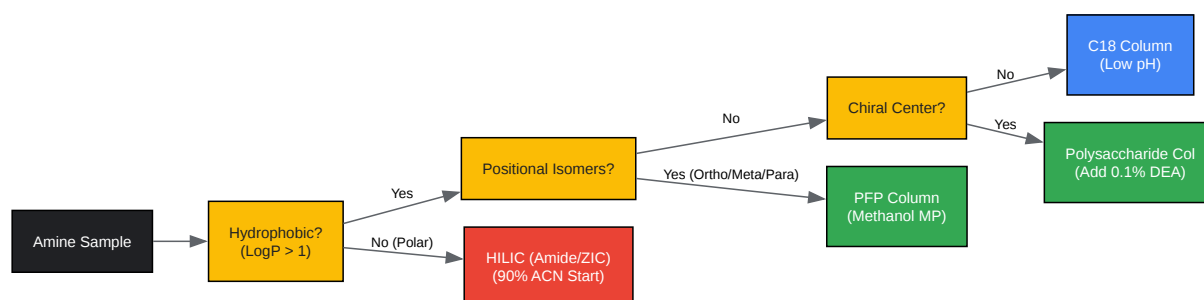 Amine Sample
Hydrophobic?
(LogP > 1)
Yes
No (Polar)
Positional Isomers?
HILIC (Amide/ZIC)
(90% ACN Start)
No
Yes (Ortho/Meta/Para)
Chiral Center?
PFP Column
(Methanol MP)
No
Yes
C18 Column
(Low pH)
Polysaccharide Col
(Add 0.1% DEA)